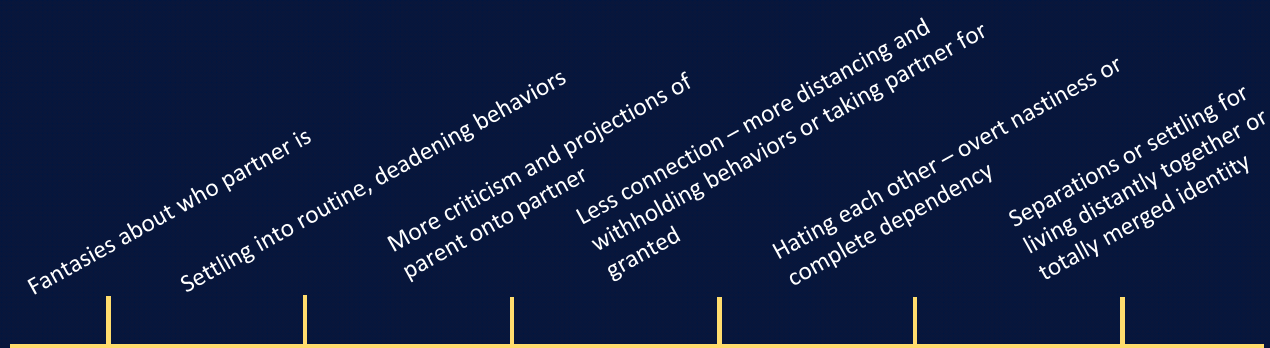 Fantasies about who partner is
Settling into routine, deadening behaviors
More criticism and projections of
parent onto partner
Less connection – more distancing and
withholding behaviors or taking partner for
granted
Hating each other – overt nastiness or
complete dependency
Separations or settling for
living distantly together or
totally merged identity